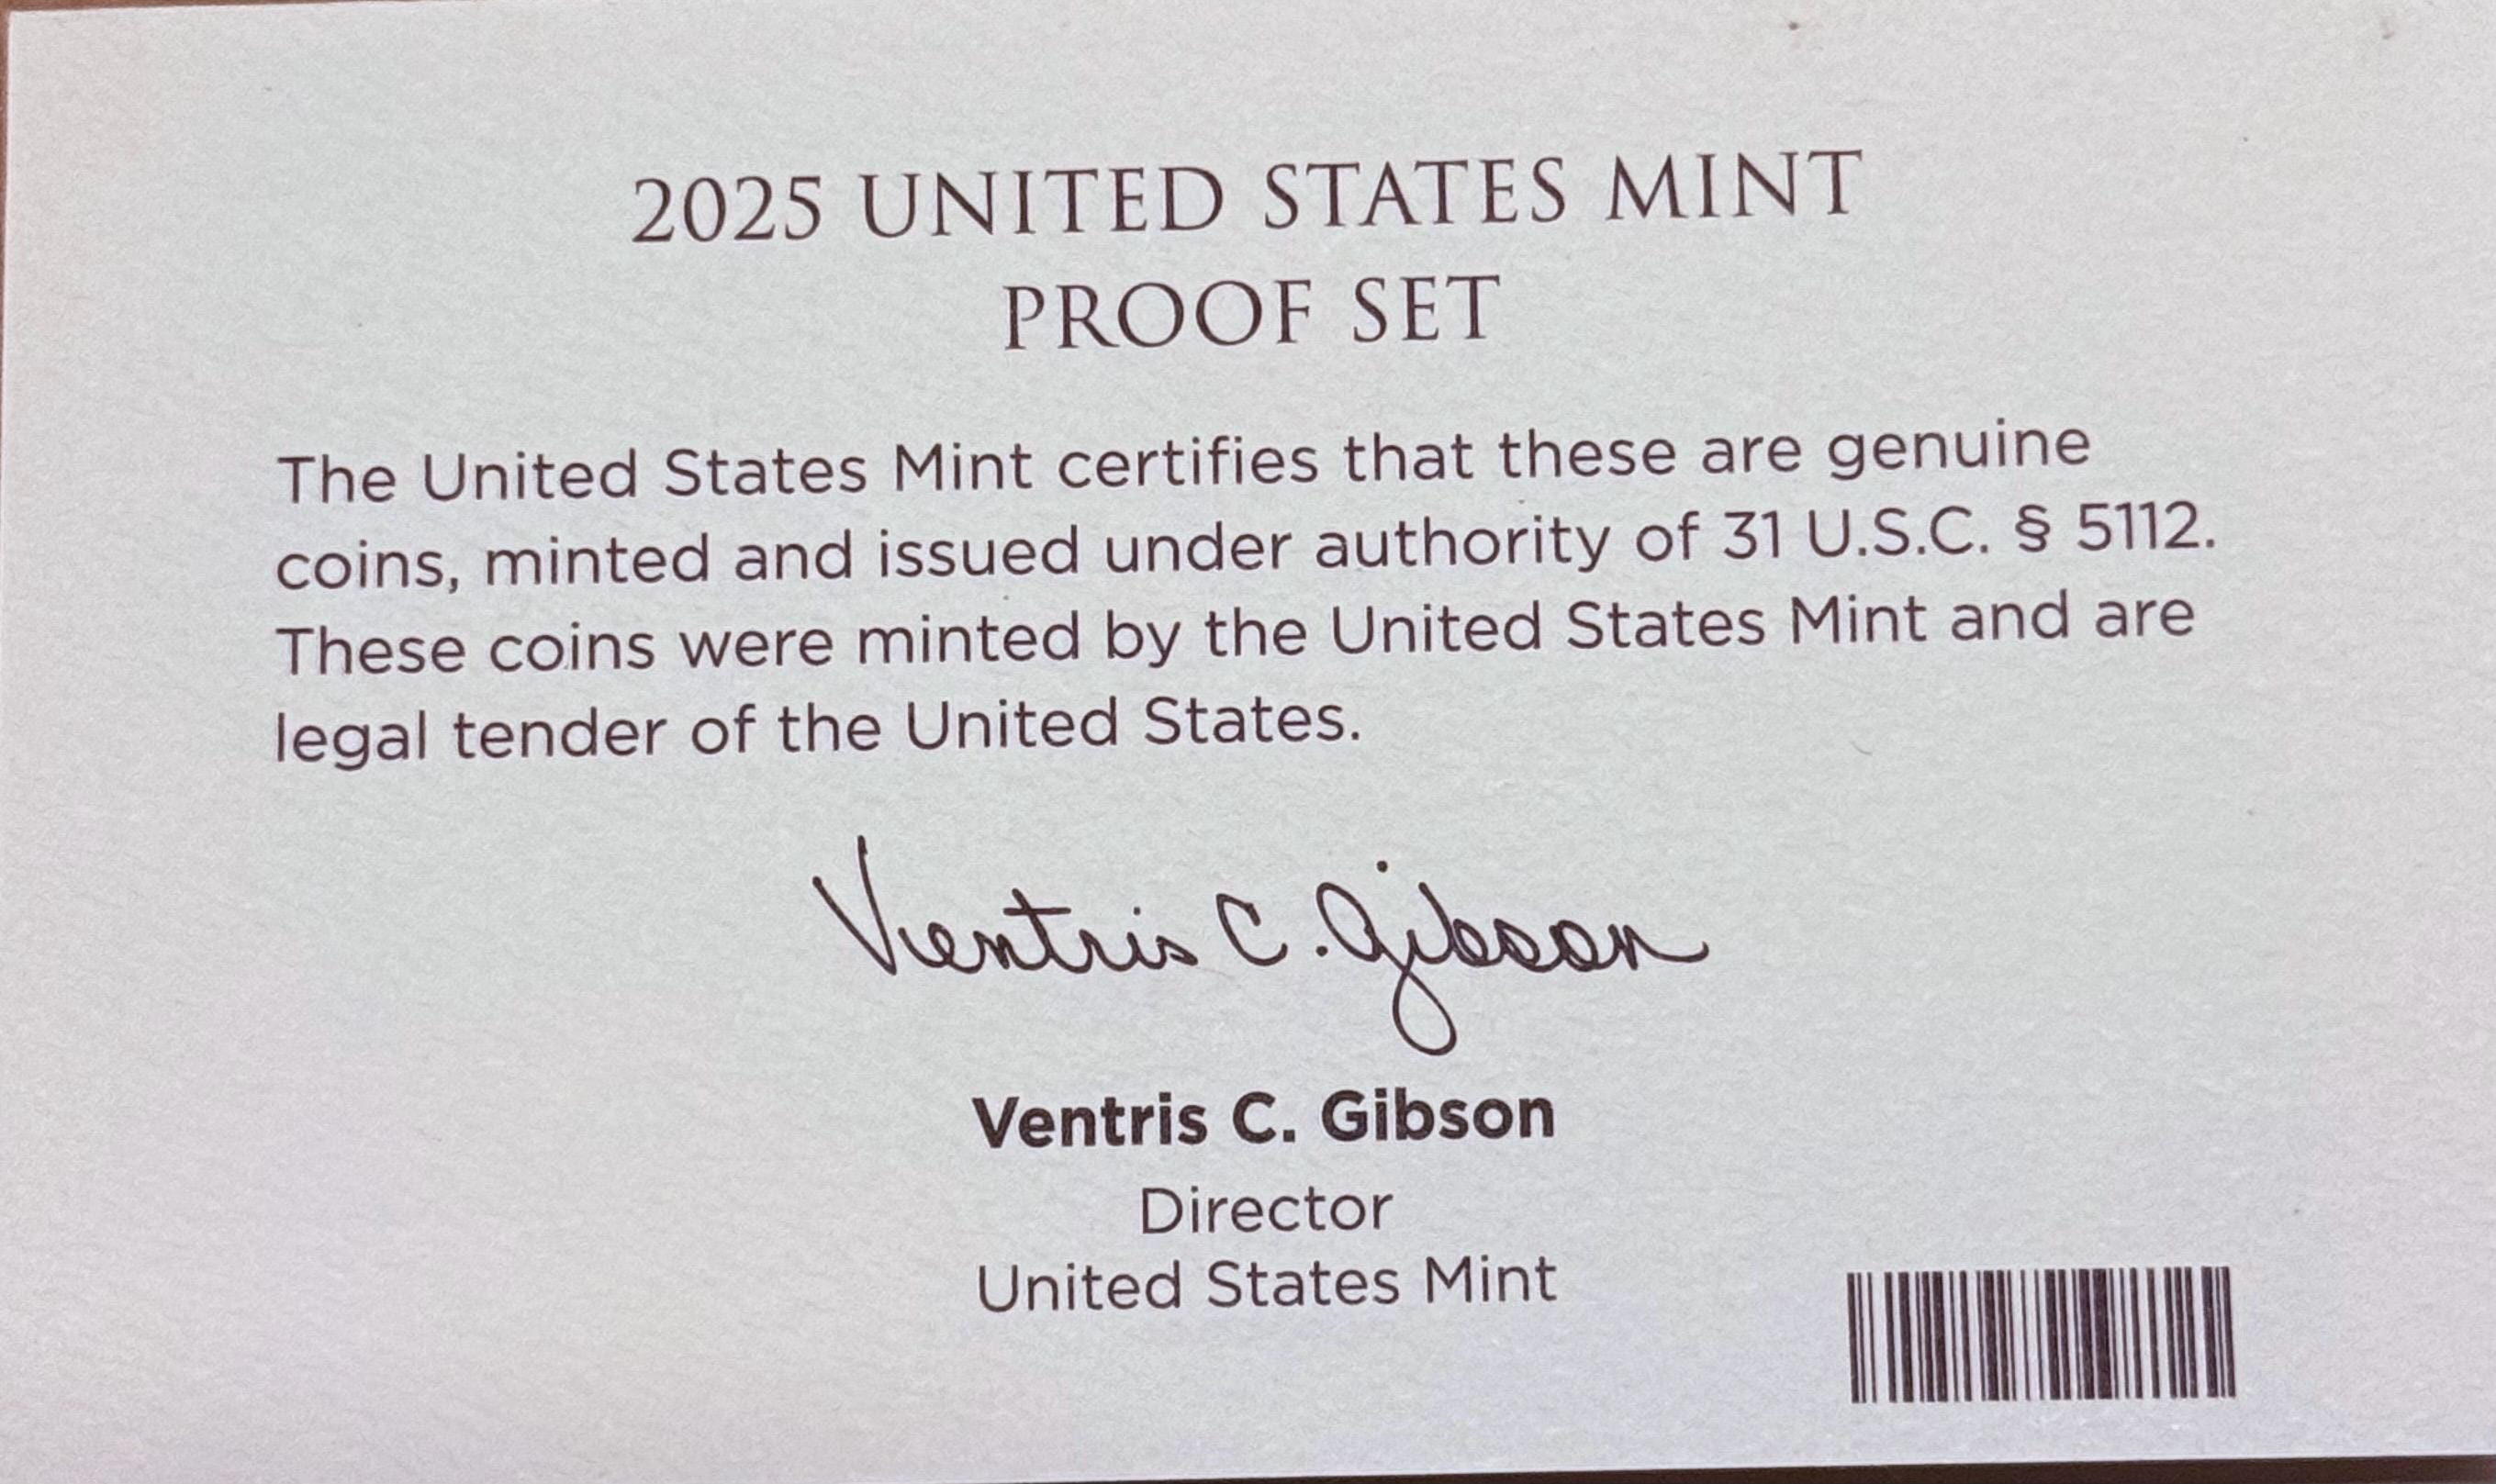 2025 UNITED STATES MINT
PROOF SET
The United States Mint certifies that these are genuine
coins, minted and issued under authority of 31 U.S.C. § 5112.
These coins were minted by the United States Mint and are
legal tender of the United States.
Ventris C. Gibson
Ventris C. Gibson
Director
United States Mint